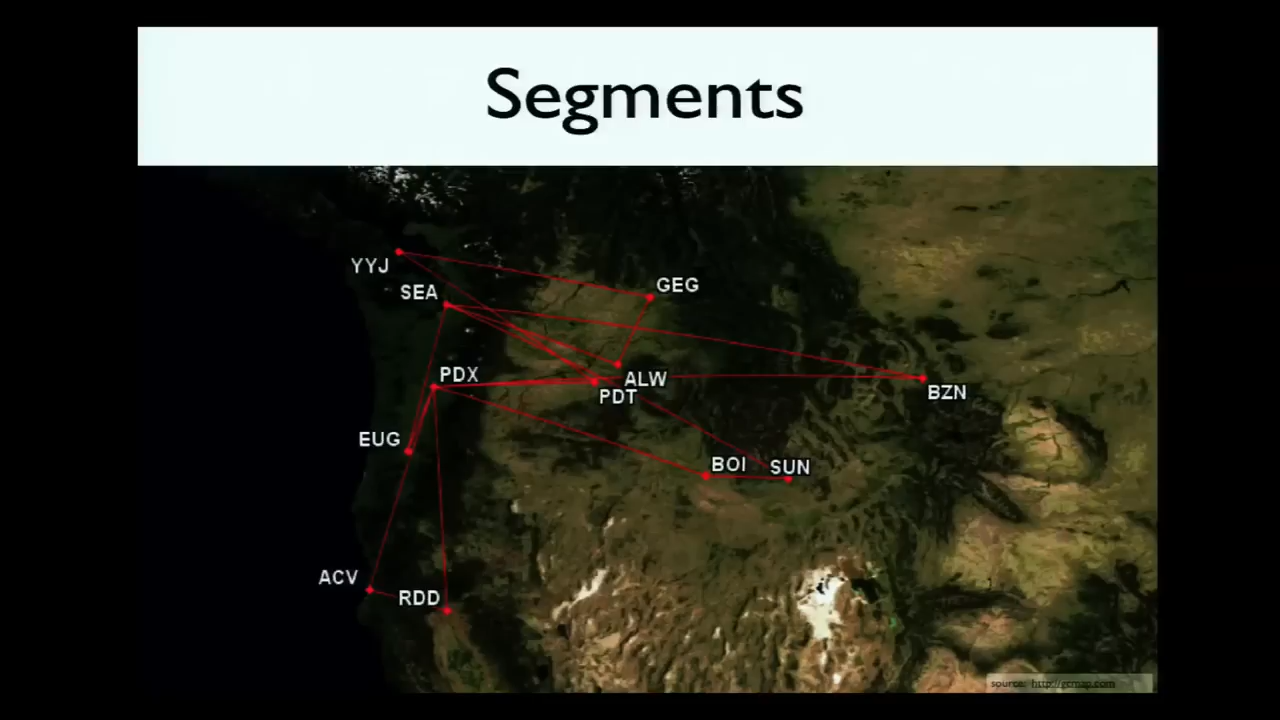 Segments
YYJ
GEG
SEA
PDX
ALW
PDT
BZN
EUG
BOI
SUN
ACV
RDD
source: http://gcmap.com